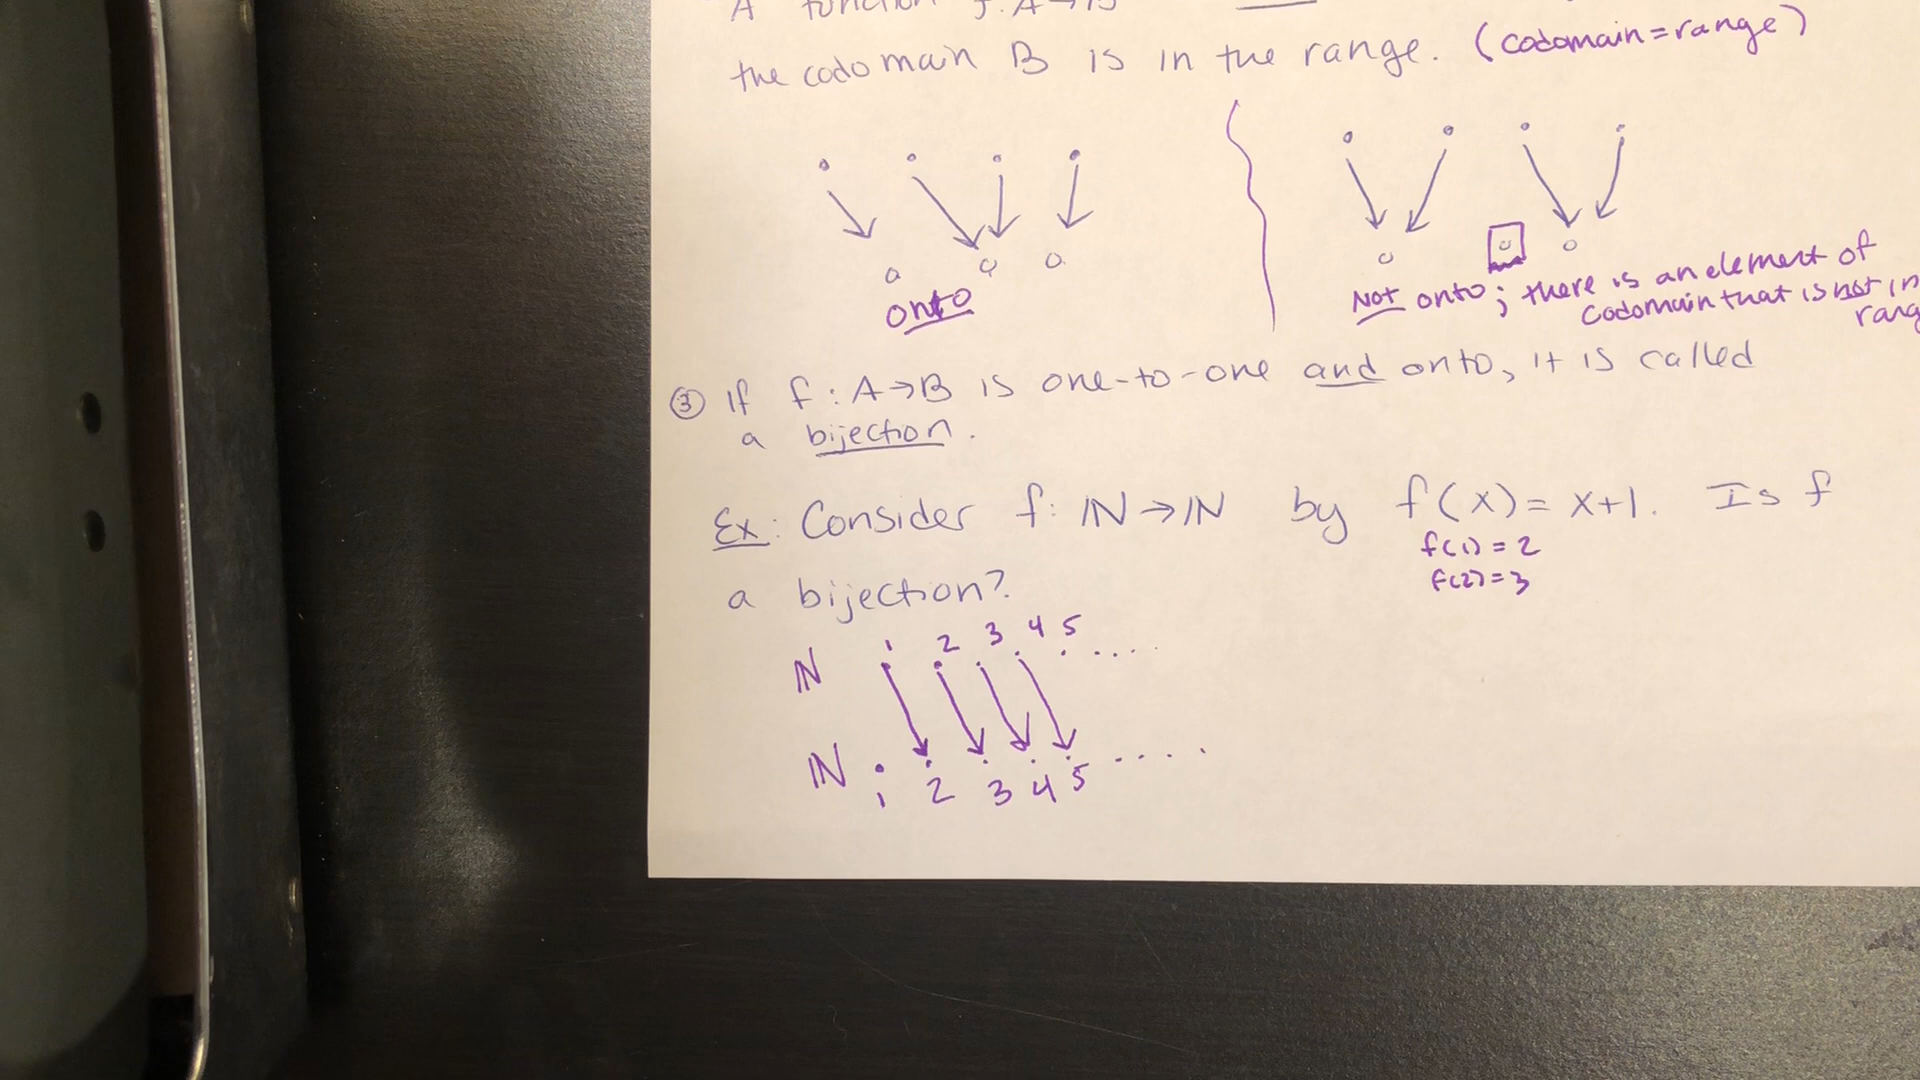 A function f: A→B
the codomain B is in the range. (codomain=range)
onto
Not onto; there is an element of
codomain that is not in
③ If f: A→B is one-to-one and onto, it is called
a bijection.
Ex: Consider f: ℕ→ℕ by f(x)= x+1. Is f
f(1) = 2
f(2)=3
a bijection?
1 2 3 4 5 ....
ℕ
ℕ ....
1 2 3 4 5